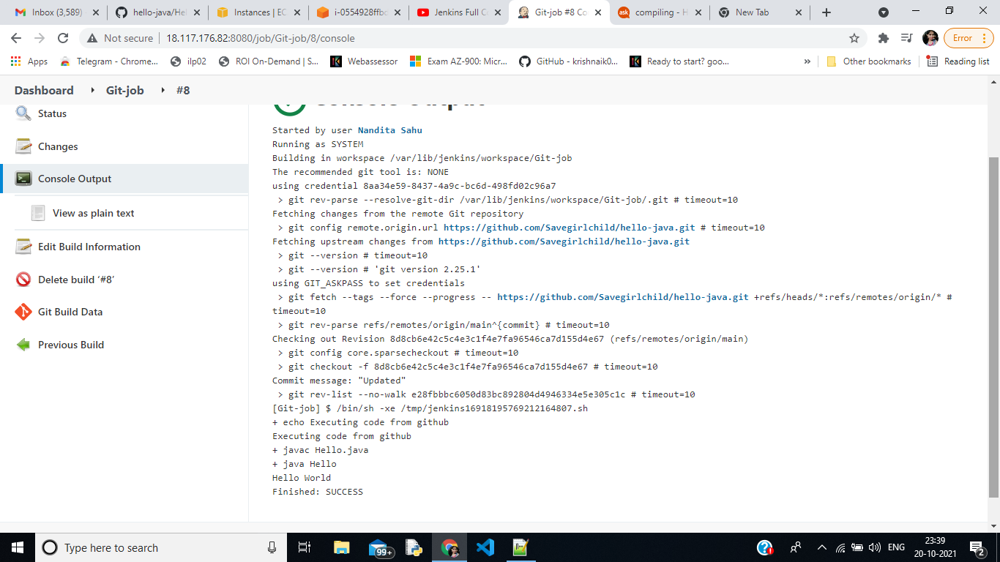 Inbox (3,589)
hello-java/Hel
Instances | EC
i-0554928ffbc
Jenkins Full C
Git-job #8 Co
ask
compiling - H
New Tab
Not secure
18.117.176.82:8080/job/Git-job/8/console
Error
Apps
Telegram - Chrome...
ilp02
ROI On-Demand | S...
Webassessor
Exam AZ-900: Micr...
GitHub - krishnaik0...
Ready to start? goo...
»
Other bookmarks
Reading list
Dashboard
Git-job
#8
Status
Changes
Console Output
View as plain text
Edit Build Information
Delete build ‘#8’
Git Build Data
Previous Build
Console Output
Started by user Nandita Sahu
Running as SYSTEM
Building in workspace /var/lib/jenkins/workspace/Git-job
The recommended git tool is: NONE
using credential 8aa34e59-8437-4a9c-bc6d-498fd02c96a7
> git rev-parse --resolve-git-dir /var/lib/jenkins/workspace/Git-job/.git # timeout=10
Fetching changes from the remote Git repository
> git config remote.origin.url https://github.com/Savegirlchild/hello-java.git # timeout=10
Fetching upstream changes from https://github.com/Savegirlchild/hello-java.git
> git --version # timeout=10
> git --version # 'git version 2.25.1'
using GIT_ASKPASS to set credentials
> git fetch --tags --force --progress -- https://github.com/Savegirlchild/hello-java.git +refs/heads/*:refs/remotes/origin/* #
timeout=10
> git rev-parse refs/remotes/origin/main^{commit} # timeout=10
Checking out Revision 8d8cb6e42c5c4e3c1f4e7fa96546ca7d155d4e67 (refs/remotes/origin/main)
> git config core.sparsecheckout # timeout=10
> git checkout -f 8d8cb6e42c5c4e3c1f4e7fa96546ca7d155d4e67 # timeout=10
Commit message: "Updated"
> git rev-list --no-walk e28fbbbc6050d83bc892804d4946334e5e305c1c # timeout=10
[Git-job] $ /bin/sh -xe /tmp/jenkins16918195769212164807.sh
+ echo Executing code from github
Executing code from github
+ javac Hello.java
+ java Hello
Hello World
Finished: SUCCESS
Type here to search
99+
ENG
23:39
20-10-2021
2